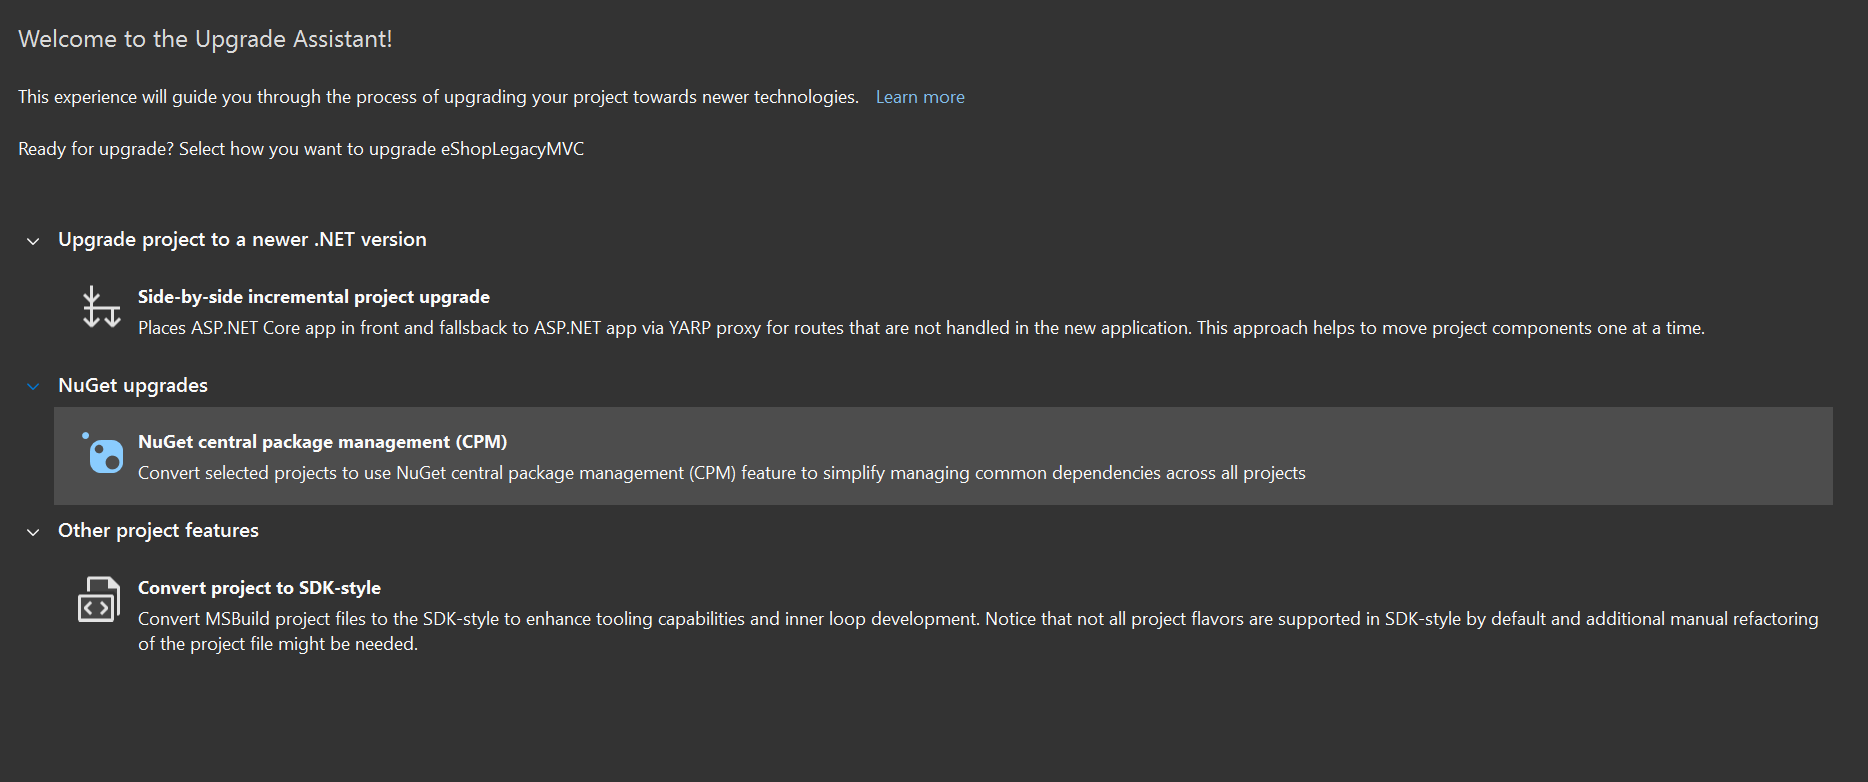 Welcome to the Upgrade Assistant!
This experience will guide you through the process of upgrading your project towards newer technologies. Learn more
Ready for upgrade? Select how you want to upgrade eShopLegacyMVC
Upgrade project to a newer .NET version
Side-by-side incremental project upgrade
Places ASP.NET Core app in front and fallsback to ASP.NET app via YARP proxy for routes that are not handled in the new application. This approach helps to move project components one at a time.
NuGet upgrades
NuGet central package management (CPM)
Convert selected projects to use NuGet central package management (CPM) feature to simplify managing common dependencies across all projects
Other project features
Convert project to SDK-style
Convert MSBuild project files to the SDK-style to enhance tooling capabilities and inner loop development. Notice that not all project flavors are supported in SDK-style by default and additional manual refactoring
of the project file might be needed.